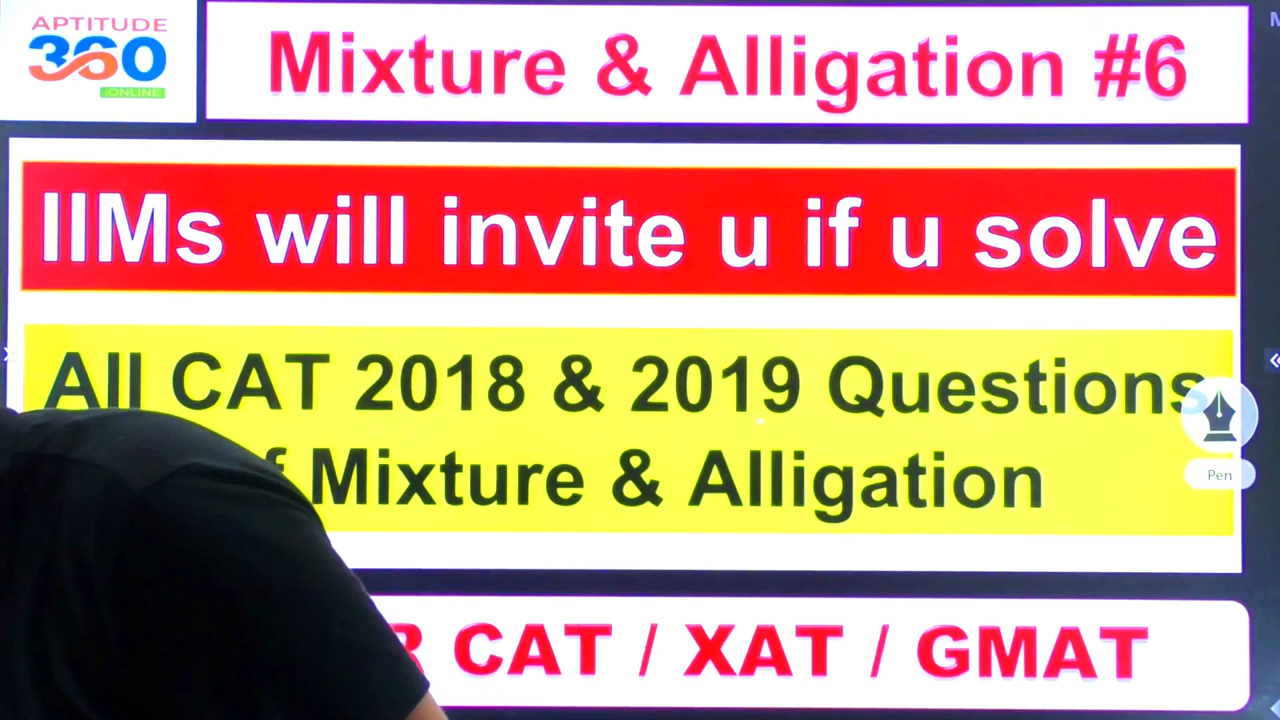 APTITUDE
360
.ONLINE
Mixture & Alligation #6
IIMs will invite u if u solve
All CAT 2018 & 2019 Questions
Mixture & Alligation
CAT / XAT / GMAT
Pen